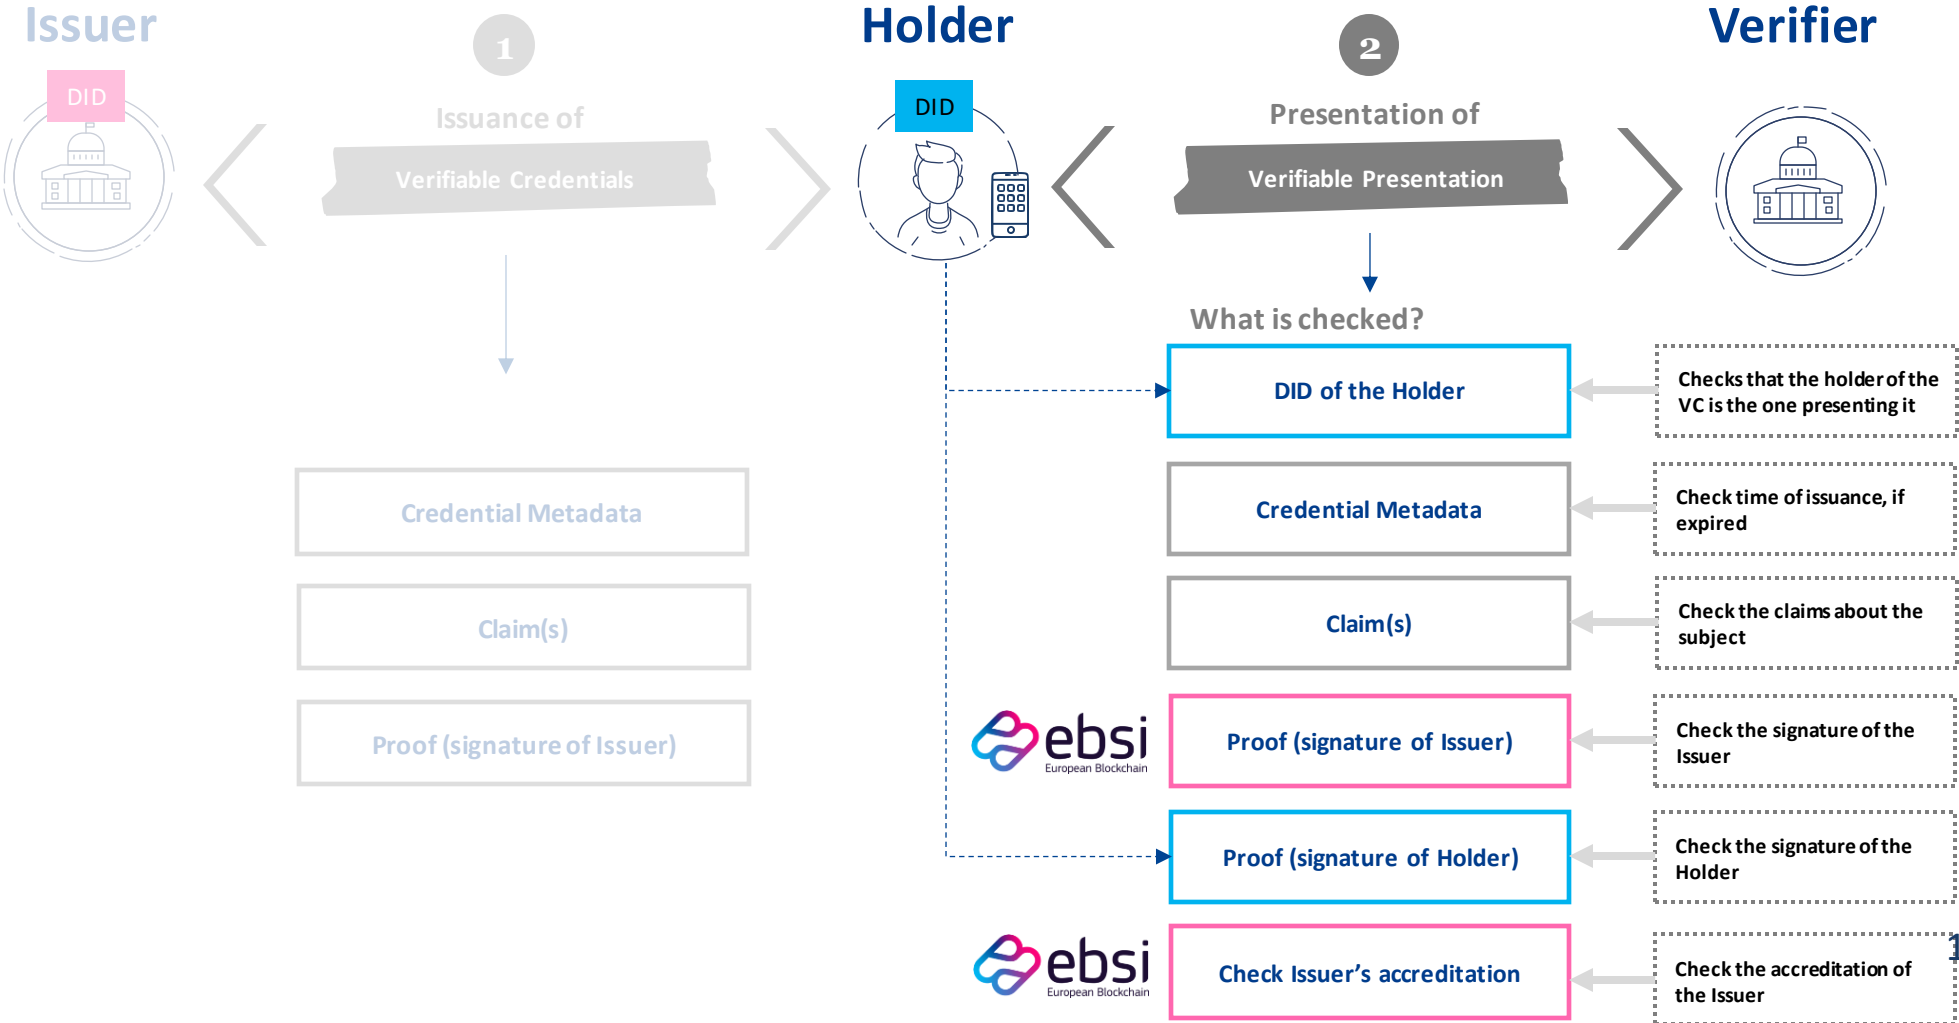 Issuer
1
Holder
2
Verifier
DID
DID
Issuance of
Verifiable Credentials
Presentation of
Verifiable Presentation
What is checked?
DID of the Holder
Checks that the holder of the
VC is the one presenting it
Credential Metadata
Credential Metadata
Check time of issuance, if
expired
Claim(s)
Claim(s)
Check the claims about the
subject
Proof (signature of Issuer)
ebsi
European Blockchain
Proof (signature of Issuer)
Check the signature of the
Issuer
Proof (signature of Holder)
Check the signature of the
Holder
ebsi
European Blockchain
Check Issuer’s accreditation
Check the accreditation of
the Issuer
1